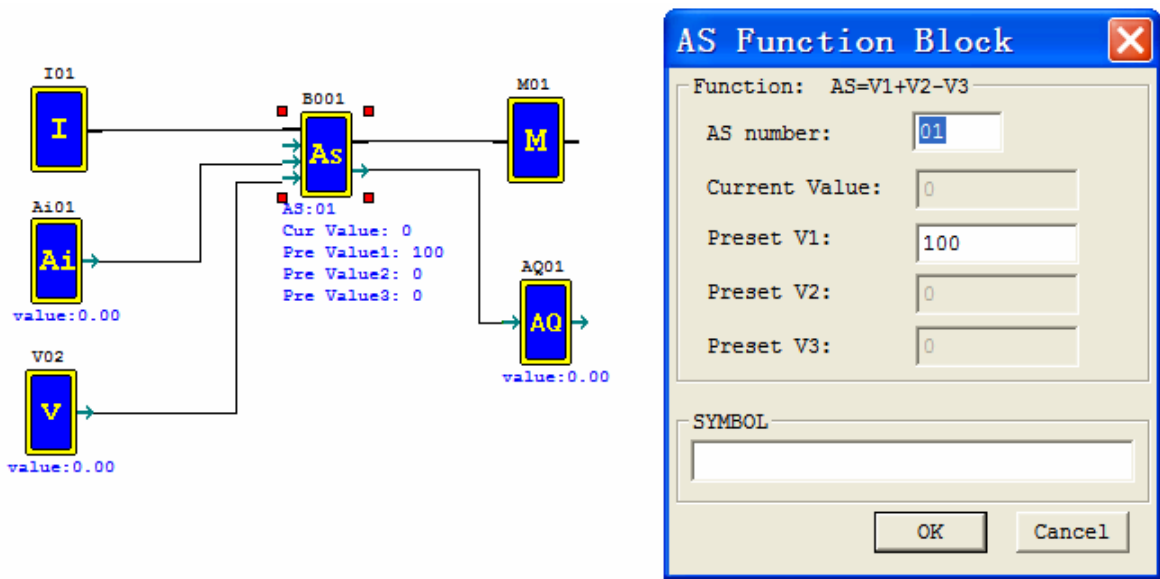 I01
I
Ai01
Ai
value:0.00
V02
V
value:0.00
B001
As
AS:01
Cur Value: 0
Pre Value1: 100
Pre Value2: 0
Pre Value3: 0
M01
M
AQ01
AQ
value:0.00
AS Function Block
Function: AS=V1+V2-V3
AS number: 01
Current Value: 0
Preset V1: 100
Preset V2: 0
Preset V3: 0
SYMBOL
OK Cancel